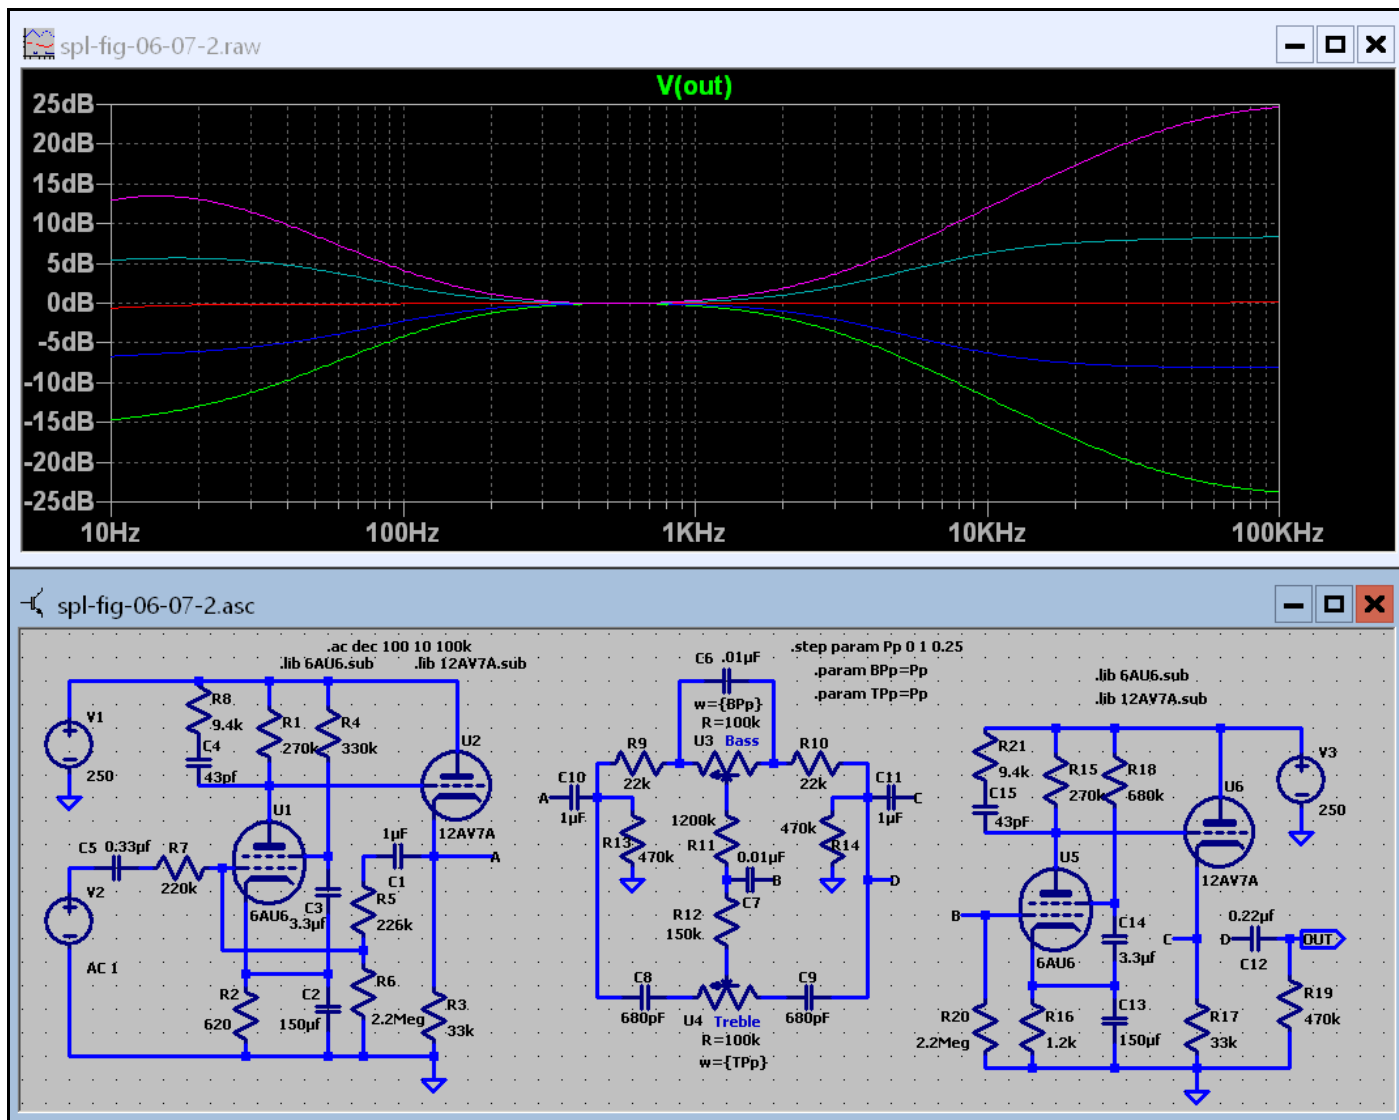 spl-fig-06-07-2.raw
V(out)
25dB
20dB
15dB
10dB
5dB
0dB
-5dB
-10dB
-15dB
-20dB
-25dB
10Hz 100Hz 1KHz 10KHz 100KHz
spl-fig-06-07-2.asc
.ac dec 100 10 100k
.lib 6AU6.sub .lib 12AV7A.sub
V1
250
R8
9.4k
C4
43pf
R1
270k
R4
330k
U2
12AV7A
U1
6AU6
C5 0.33µf
R7
220k
V2
AC 1
C3
3.3µf
1µF
C1
A
R5
226k
R6
2.2Meg
R2
620
C2
150µf
R3
33k
.step param Pp 0 1 0.25
.param BPp=Pp
.param TPp=Pp
C6 .01µF
w={BPp}
R=100k
U3 Bass
R9
22k
R10
22k
C10
A
1µF
C11
C
1µF
R13
470k
1200k
R11
470k
R14
0.01µF
B
C7
D
R12
150k
C8
680pF
C9
680pF
U4 Treble
R=100k
w={TPp}
.lib 6AU6.sub
.lib 12AV7A.sub
R21
9.4k
C15
43pF
R15
270k
R18
680k
U6
12AV7A
V3
250
U5
6AU6
B
C14
3.3µf
C
D
0.22µf
C12
OUT
R20
2.2Meg
R16
1.2k
C13
150µf
R17
33k
R19
470k